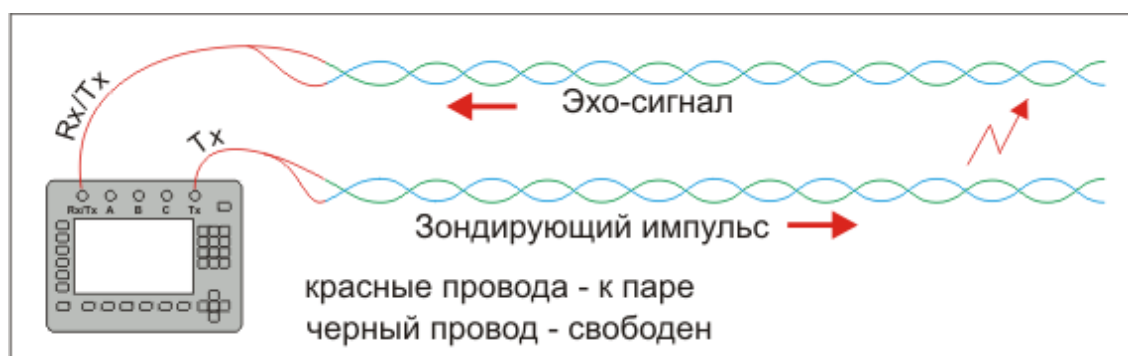 Rx/Tx
Эхо-сигнал
Tx
Rx/Tx A B C Tx
Зондирующий импульс
красные провода - к паре
черный провод - свободен